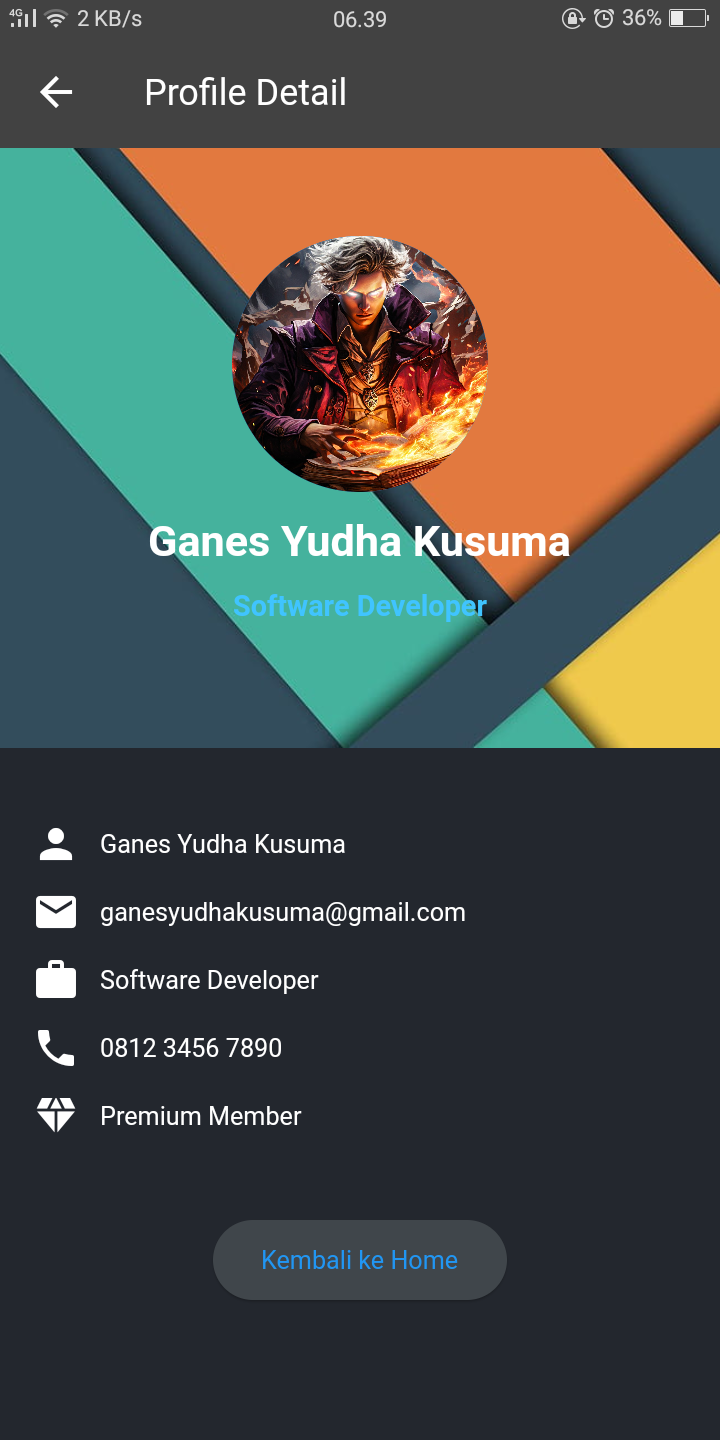 4G 2 KB/s 06.39 36%
Profile Detail
Ganes Yudha Kusuma
Software Developer
Ganes Yudha Kusuma
ganesyudhakusuma@gmail.com
Software Developer
0812 3456 7890
Premium Member
Kembali ke Home